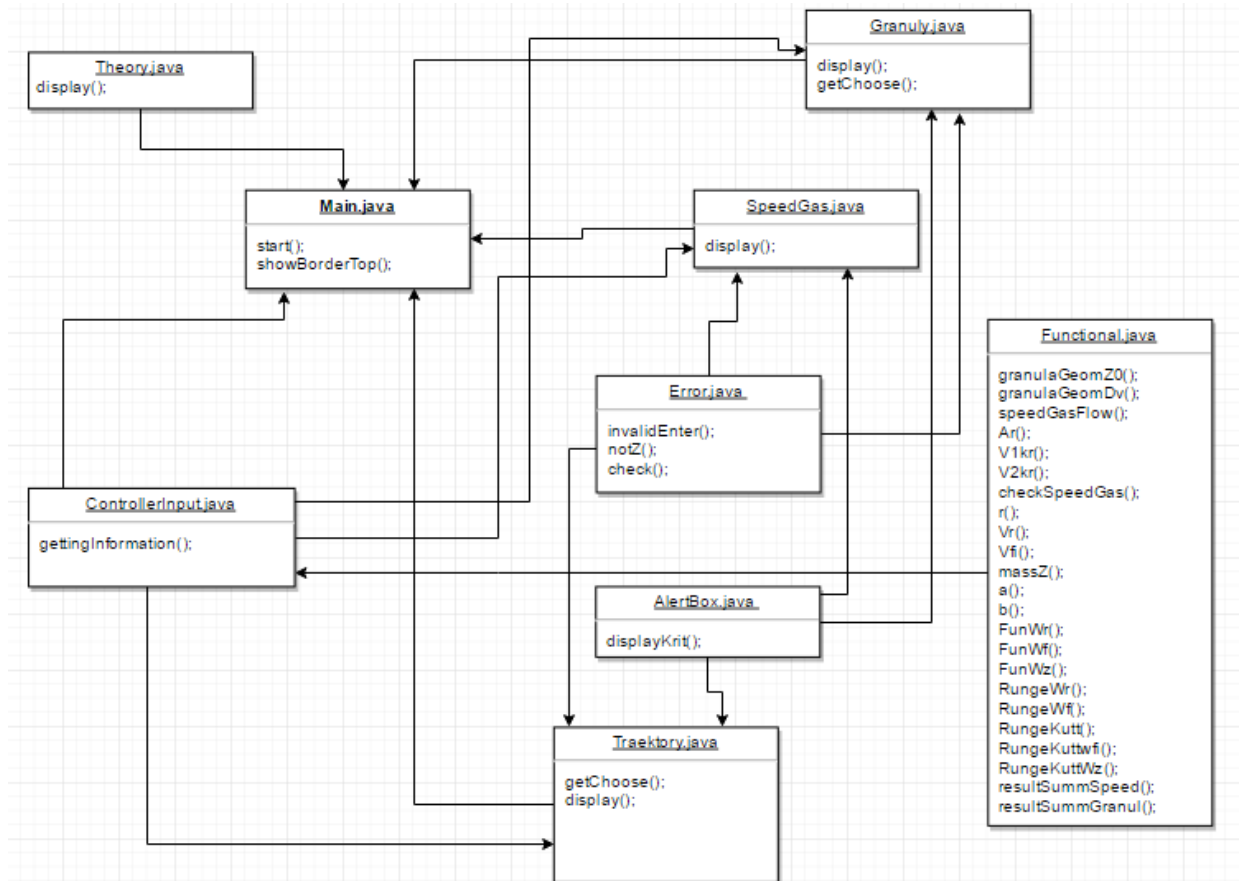 Granuly.java
display();
getChoose();
Theory.java
display();
Main.java
start();
showBorderTop();
SpeedGas.java
display();
Functional.java
granulaGeomZ0();
granulaGeomDv();
speedGasFlow();
Ar();
V1kr();
V2kr();
checkSpeedGas();
r();
Vr();
Vfi();
massZ();
a();
b();
FunWr();
FunWf();
FunWz();
RungeWr();
RungeWf();
RungeKutt();
RungeKuttwfi();
RungeKuttWz();
resultSummSpeed();
resultSummGranul();
Error.java
invalidEnter();
notZ();
check();
ControllerInput.java
gettingInformation();
AlertBox.java
displayKrit();
Traektory.java
getChoose();
display();